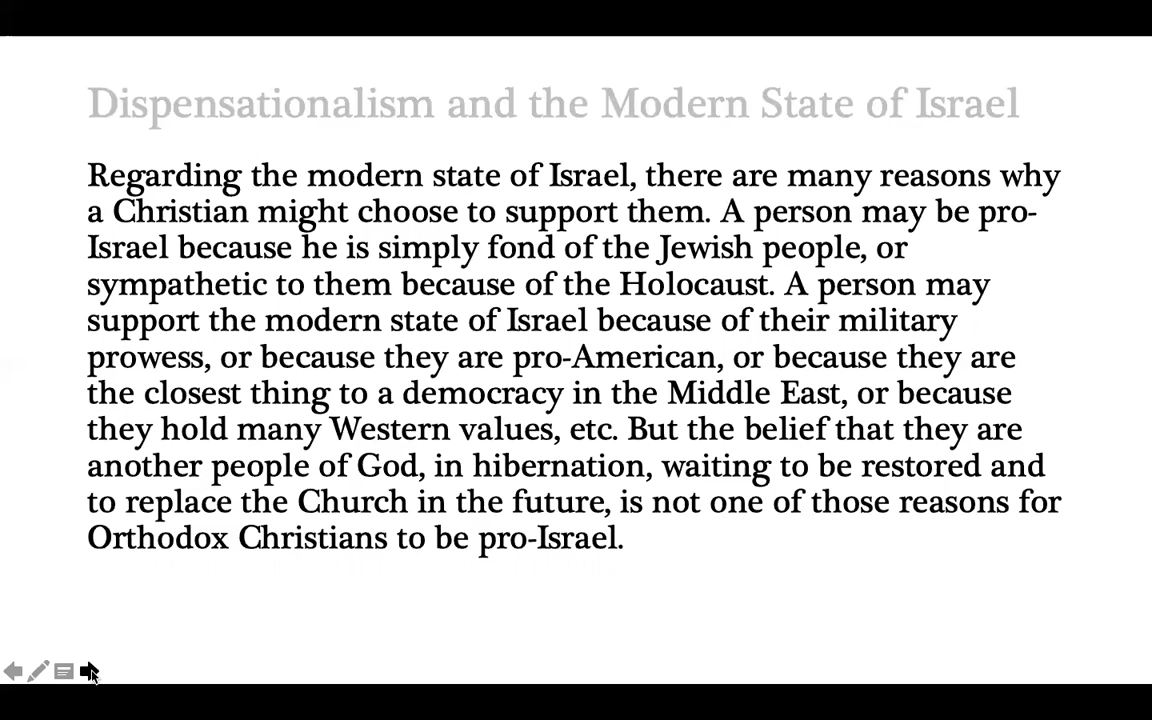 Dispensationalism and the Modern State of Israel
Regarding the modern state of Israel, there are many reasons why
a Christian might choose to support them. A person may be pro-
Israel because he is simply fond of the Jewish people, or
sympathetic to them because of the Holocaust. A person may
support the modern state of Israel because of their military
prowess, or because they are pro-American, or because they are
the closest thing to a democracy in the Middle East, or because
they hold many Western values, etc. But the belief that they are
another people of God, in hibernation, waiting to be restored and
to replace the Church in the future, is not one of those reasons for
Orthodox Christians to be pro-Israel.